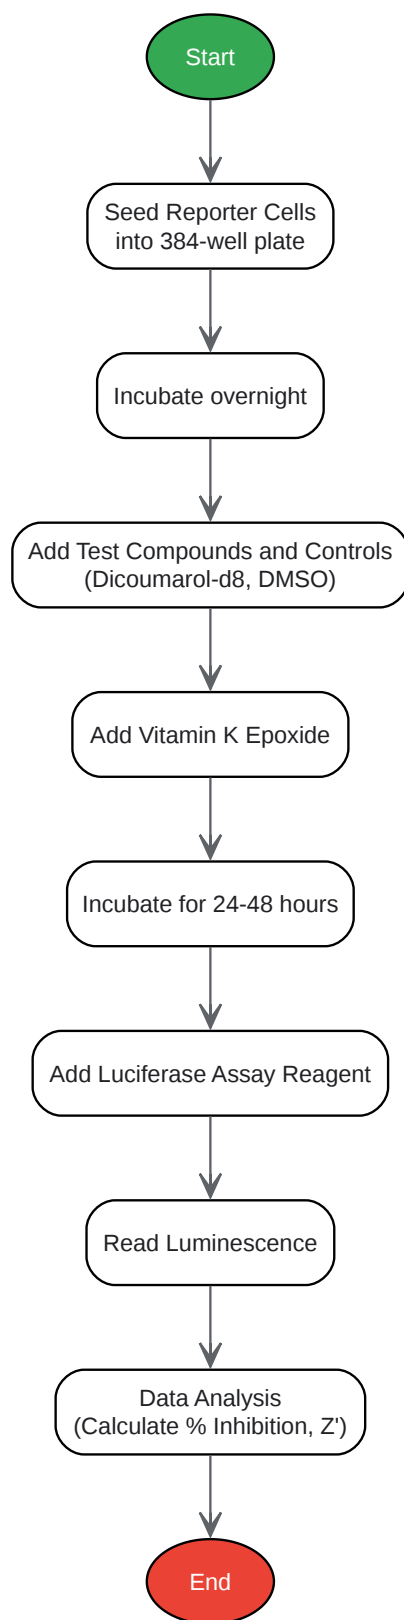 Start
Seed Reporter Cells
into 384-well plate
Incubate overnight
Add Test Compounds and Controls
(Dicoumarol-d8, DMSO)
Add Vitamin K Epoxide
Incubate for 24-48 hours
Add Luciferase Assay Reagent
Read Luminescence
Data Analysis
(Calculate % Inhibition, Z')
End